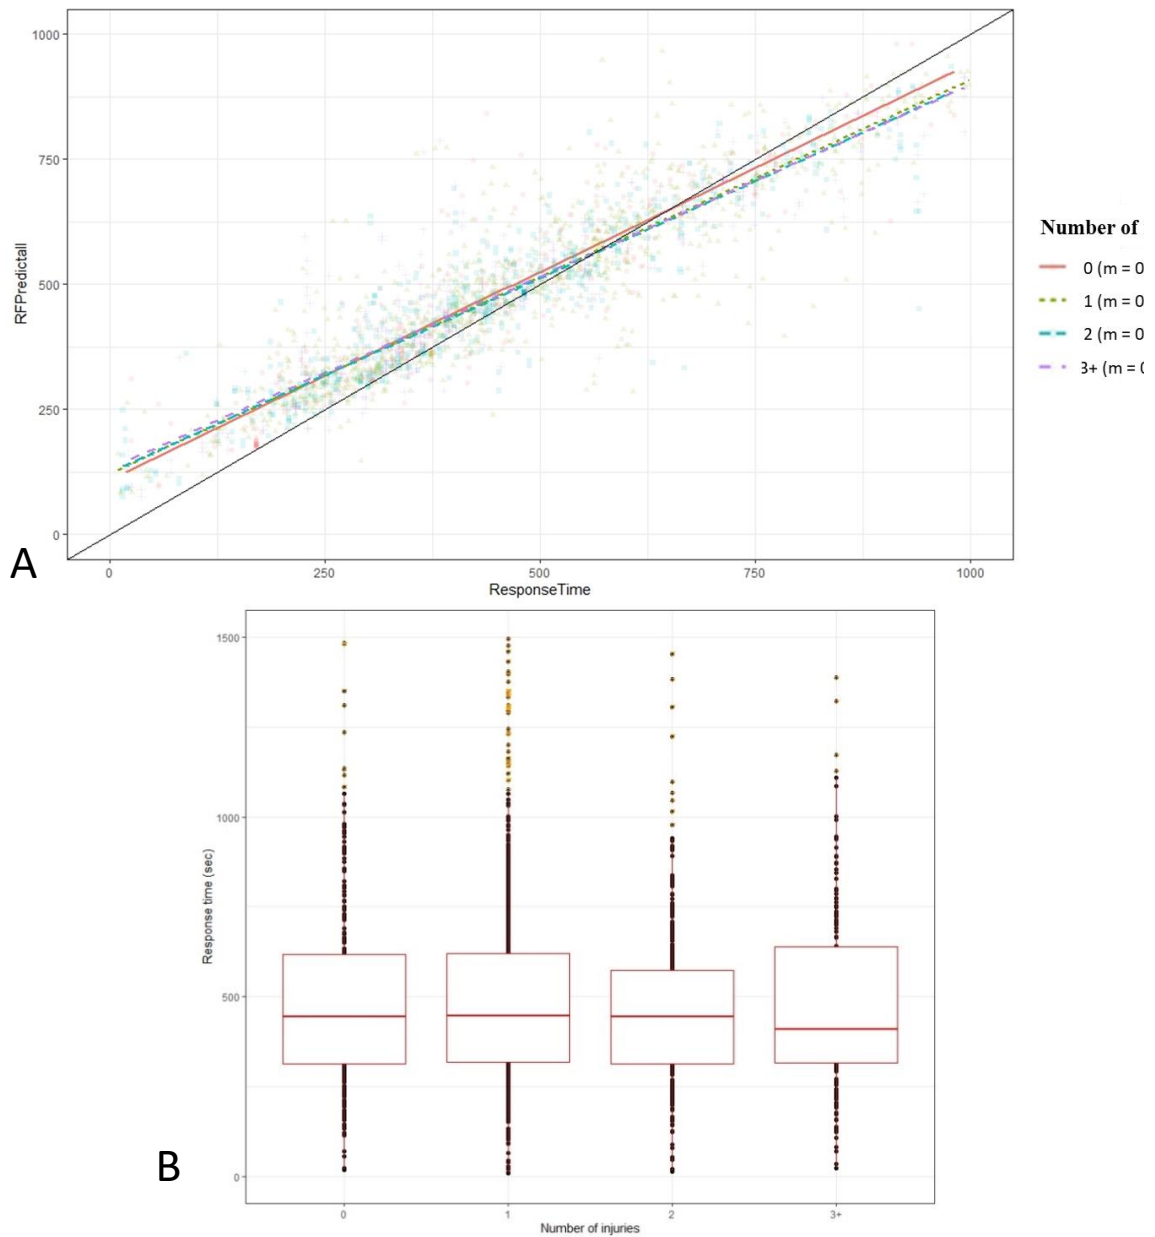 1000
750
500
250
0
RFPredictall
0 250 500 750 1000
ResponseTime
A
Number of
0 (m = 0
1 (m = 0
2 (m = 0
3+ (m = 0
1500
1000
500
0
Response time (sec)
0 1 2 3+
Number of injuries
B